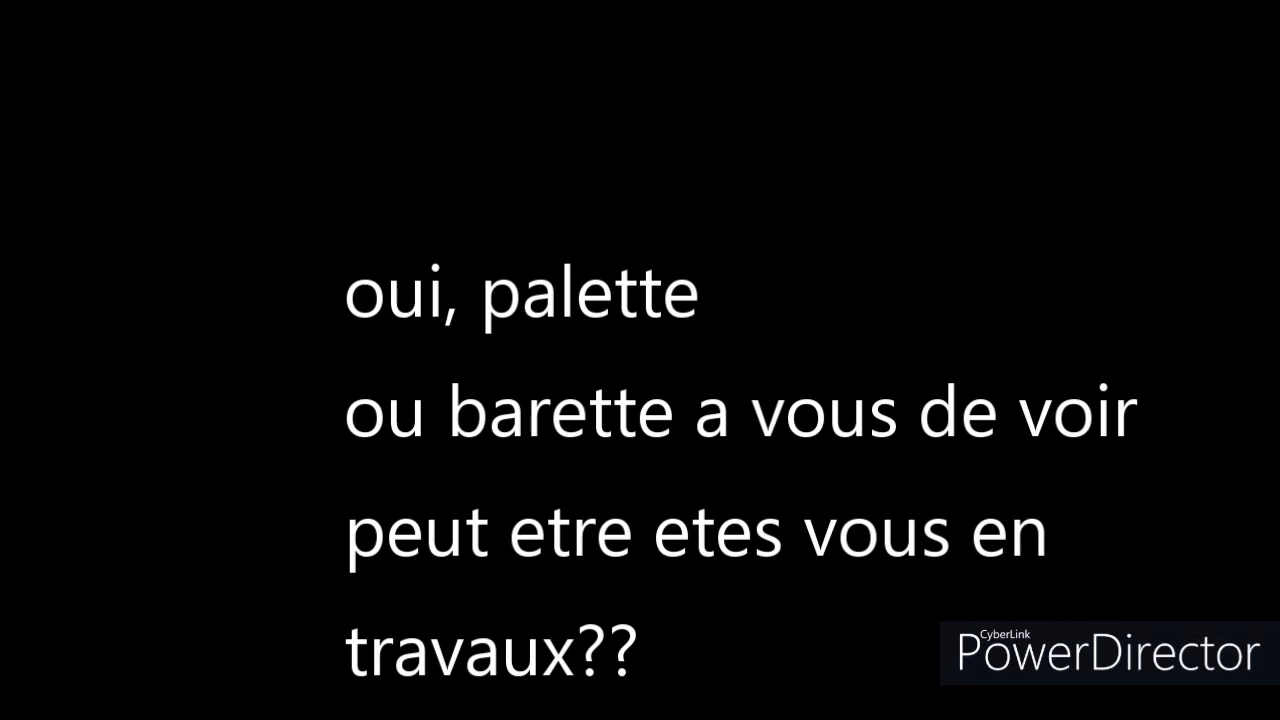 oui, palette
ou barette a vous de voir
peut etre etes vous en
travaux??
CyberLink
PowerDirector